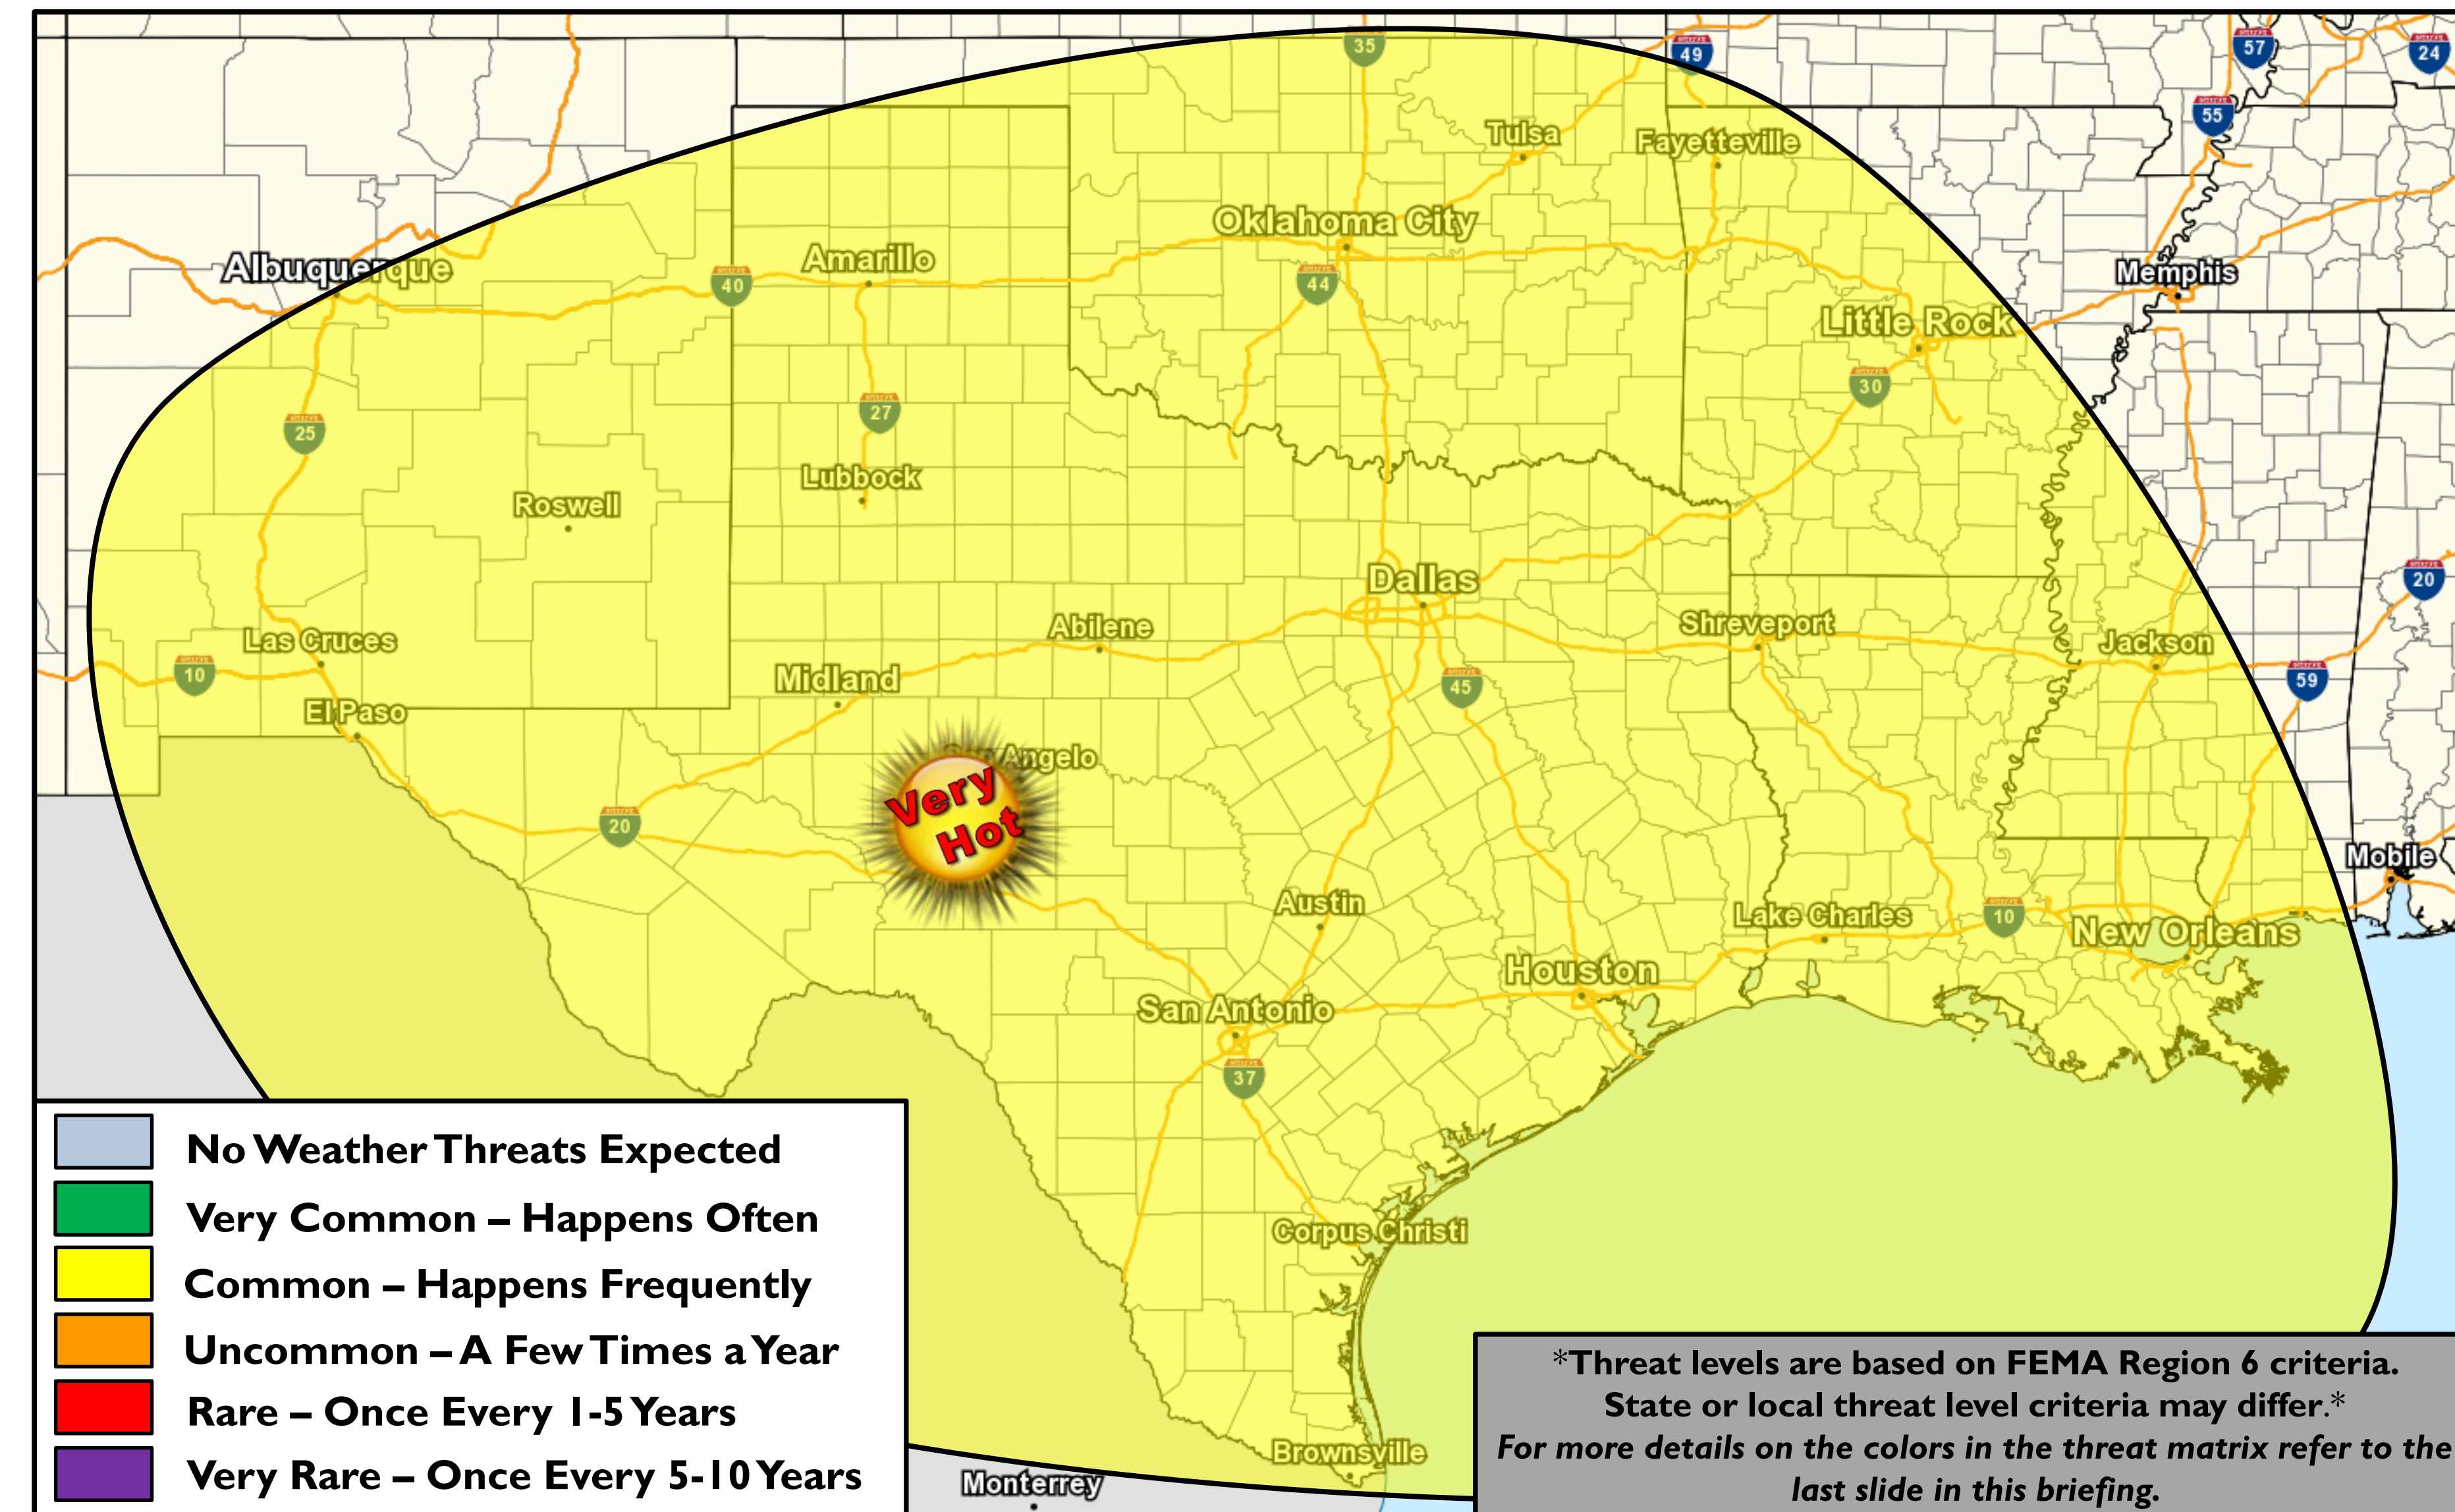 35
49
57
24
55
Tulsa
Fayetteville
Oklahoma City
Albuquerque
Amarillo
40
44
Memphis
Little Rock
30
25
27
Lubbock
Roswell
Dallas
20
Las Cruces
Abilene
Shreveport
Jackson
10
Midland
45
59
El Paso
Angelo
Very
Hot
20
Mobile
Austin
Lake Charles
10
New Orleans
Houston
San Antonio
37
Corpus Christi
Brownsville
Monterrey
No Weather Threats Expected
Very Common – Happens Often
Common – Happens Frequently
Uncommon – A Few Times a Year
Rare – Once Every 1-5 Years
Very Rare – Once Every 5-10 Years
*Threat levels are based on FEMA Region 6 criteria.
State or local threat level criteria may differ.*
For more details on the colors in the threat matrix refer to the
last slide in this briefing.